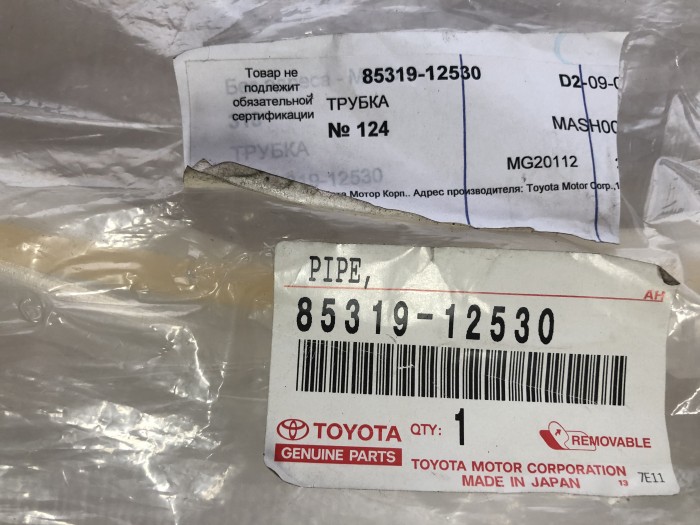 Товар не
подлежит
обязательной
сертификации
85319-12530
ТРУБКА
№ 124
D2-09-
MASH00
MG20112
Мотор Корп.. Адрес производителя: Toyota Motor Corp.,
ТРУБКА
PIPE,
AH
85319-12530
TOYOTA
GENUINE PARTS
QTY: 1
REMOVABLE
TOYOTA MOTOR CORPORATION
MADE IN JAPAN
13
7E11